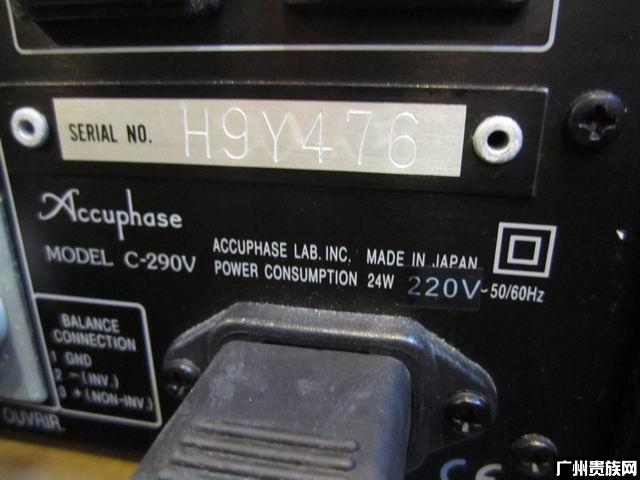 SERIAL NO. H9Y476
Accuphase
MODEL C-290V
ACCUPHASE LAB. INC. MADE IN JAPAN
POWER CONSUMPTION 24W 220V~50/60Hz
BALANCE
CONNECTION
1 GND
2 -(INV.)
3 +(NON-INV.)
OUVRIR.
CE
广州贵族网